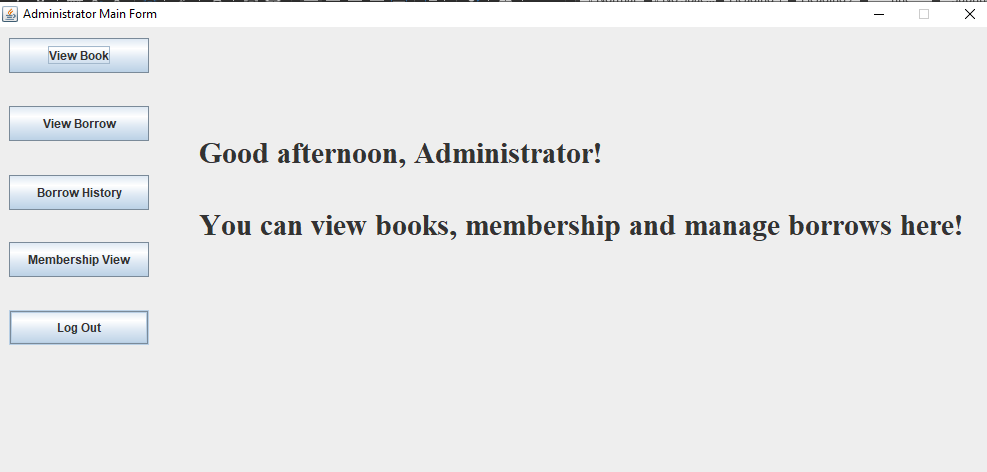 Administrator Main Form
View Book
View Borrow
Borrow History
Membership View
Log Out
Good afternoon, Administrator!
You can view books, membership and manage borrows here!